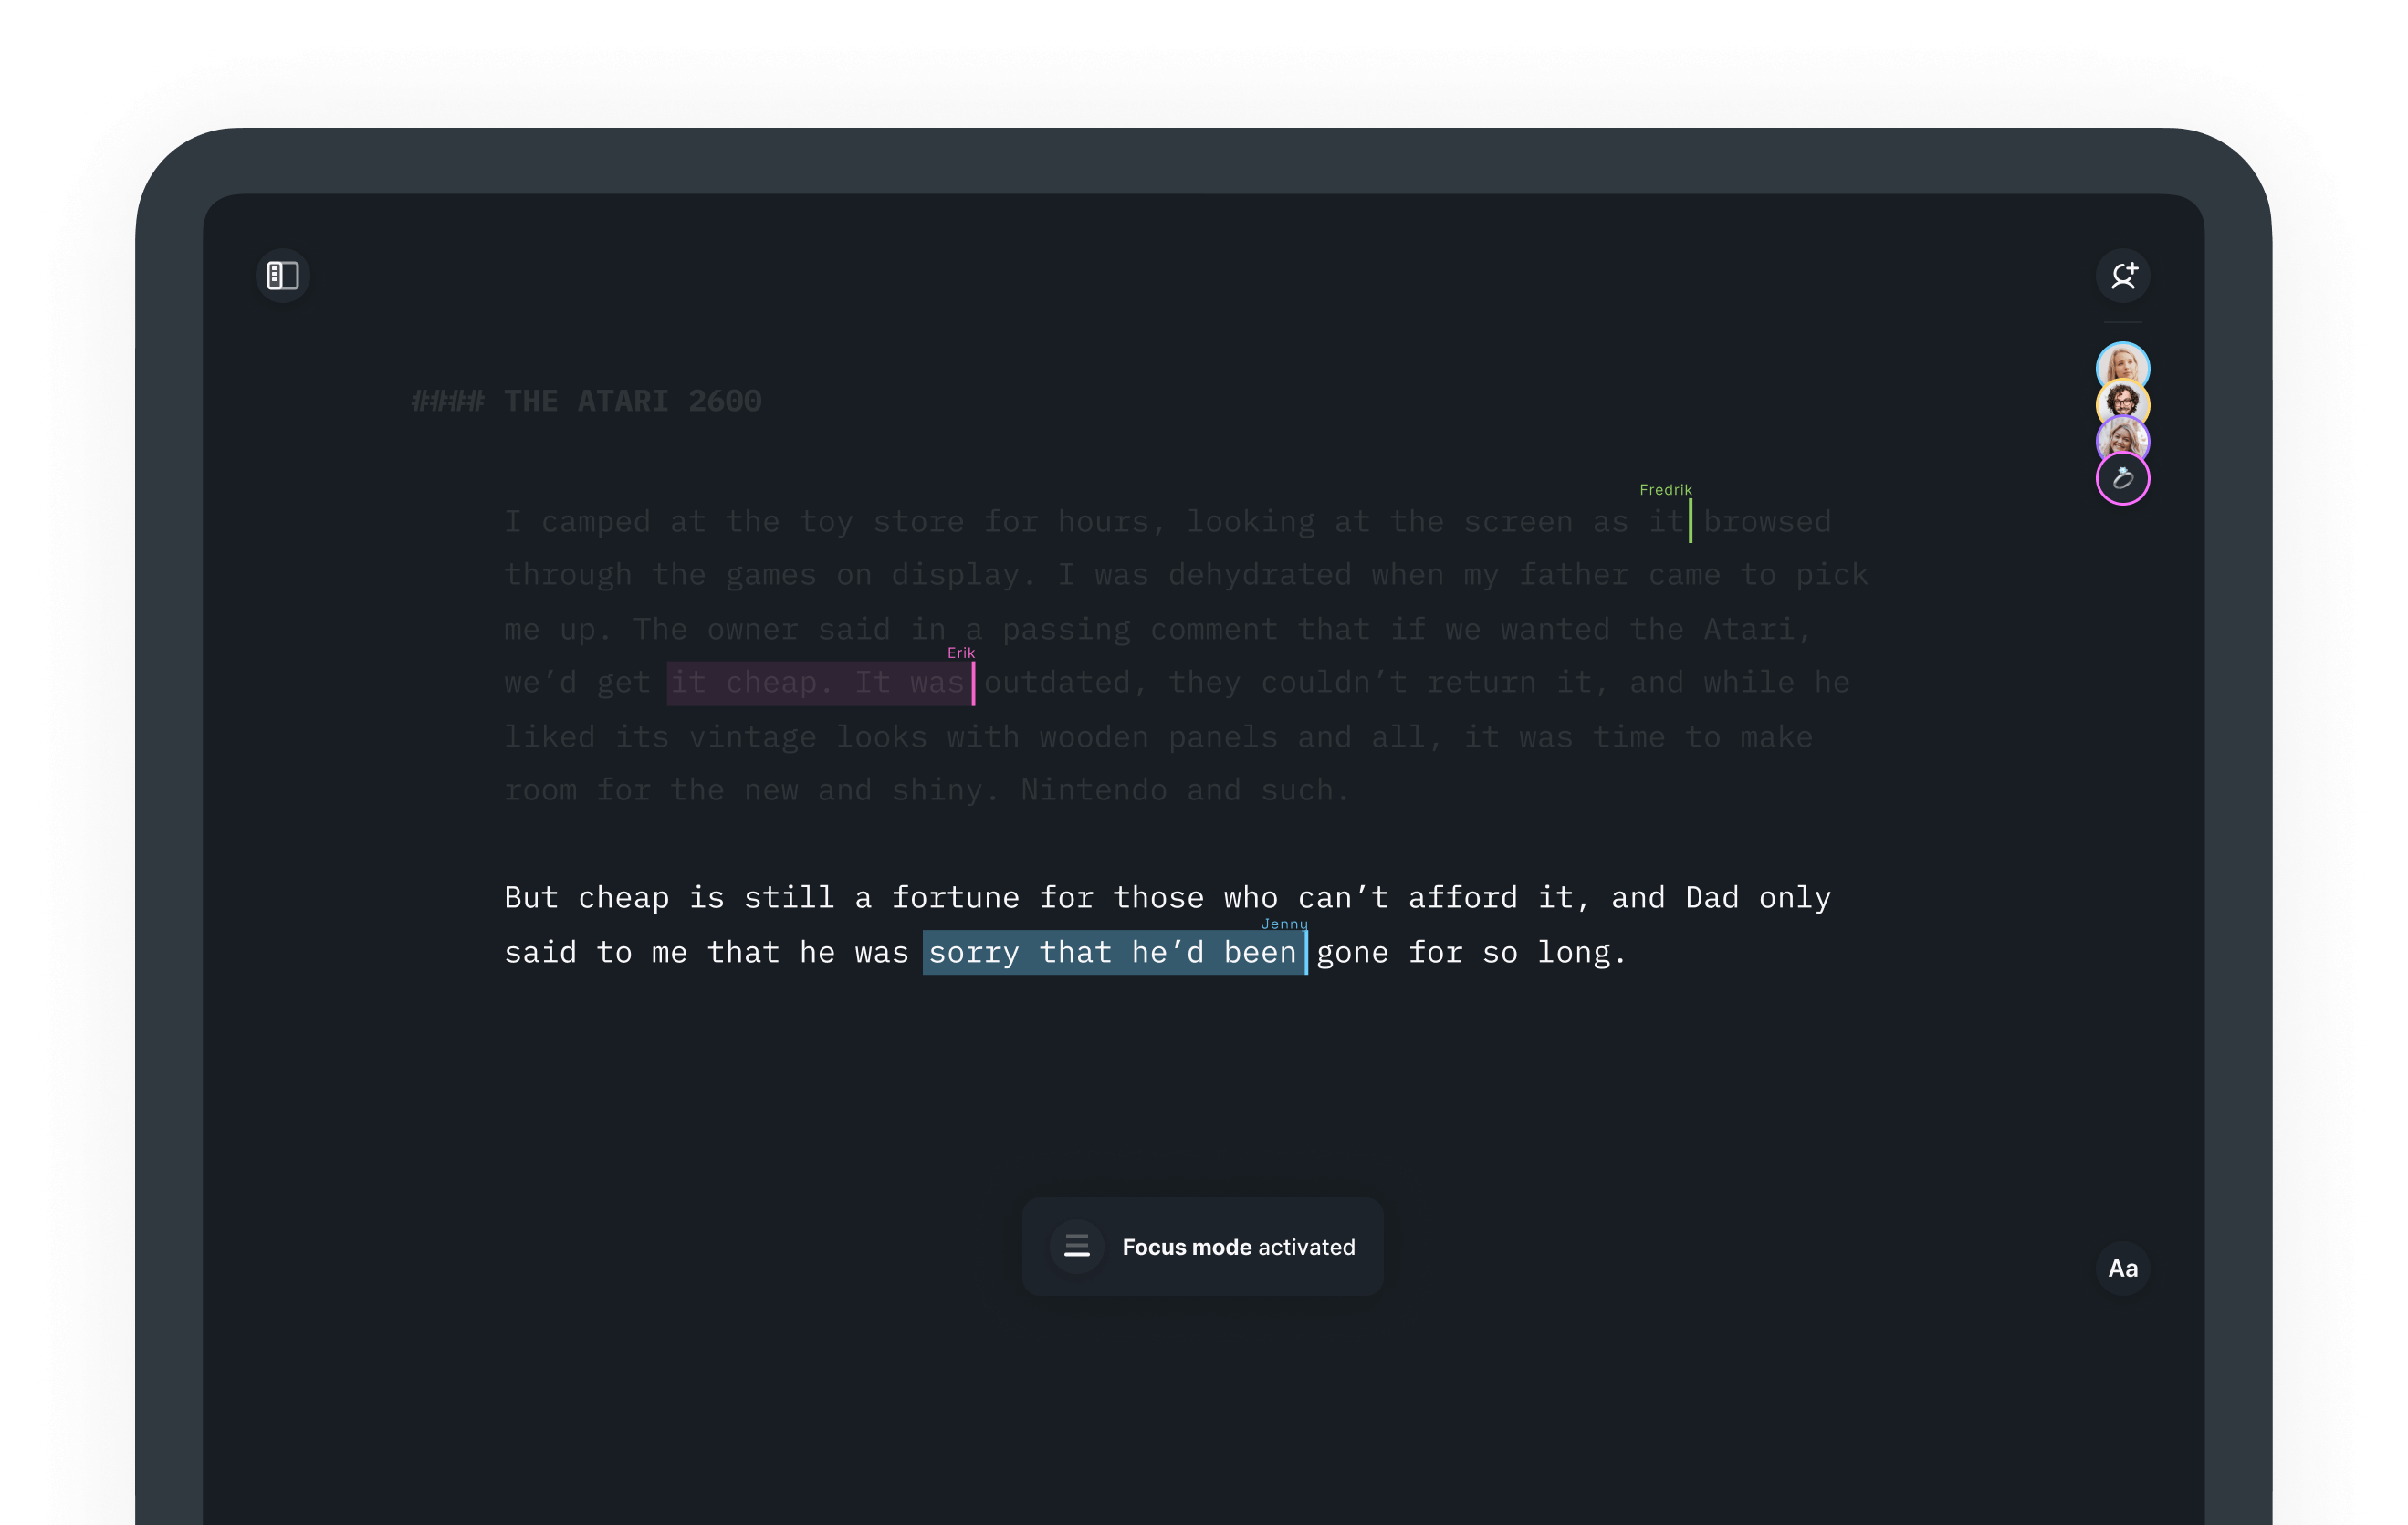 #### THE ATARI 2600
Fredrik
I camped at the toy store for hours, looking at the screen as it browsed
through the games on display. I was dehydrated when my father came to pick
me up. The owner said in a passing comment that if we wanted the Atari,
Erik
we’d get it cheap. It was outdated, they couldn’t return it, and while he
liked its vintage looks with wooden panels and all, it was time to make
room for the new and shiny. Nintendo and such.
But cheap is still a fortune for those who can’t afford it, and Dad only
Jenny
said to me that he was sorry that he’d been gone for so long.
Focus mode activated
Aa